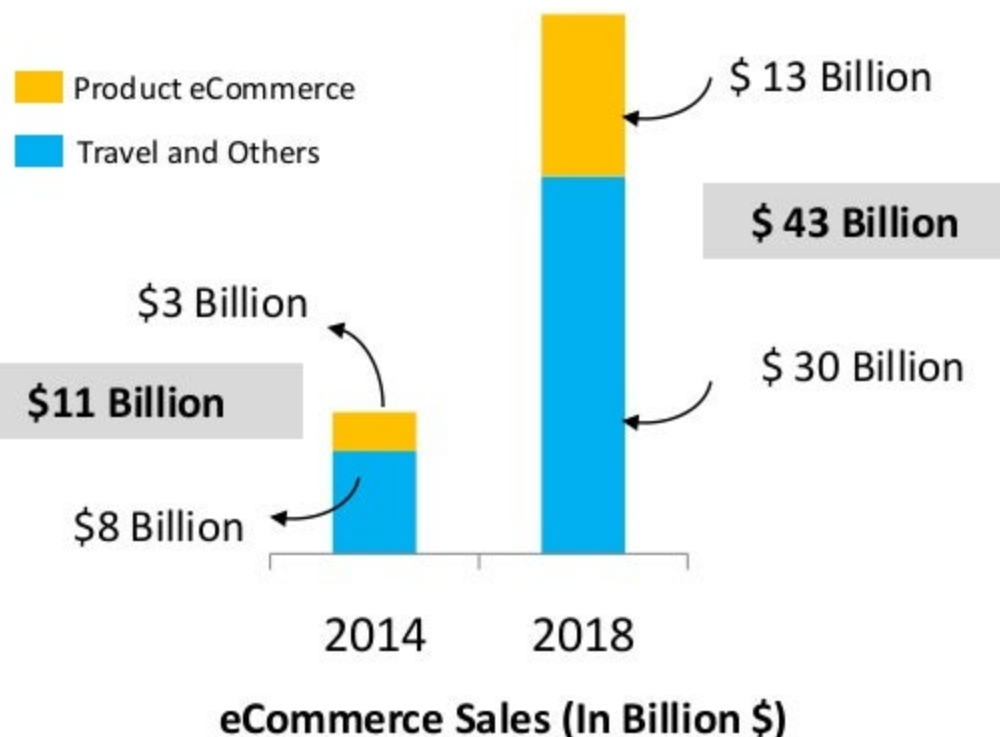 Product eCommerce
Travel and Others
$ 13 Billion
$ 43 Billion
$3 Billion
$ 30 Billion
$11 Billion
$8 Billion
2014
2018
eCommerce Sales (In Billion $)